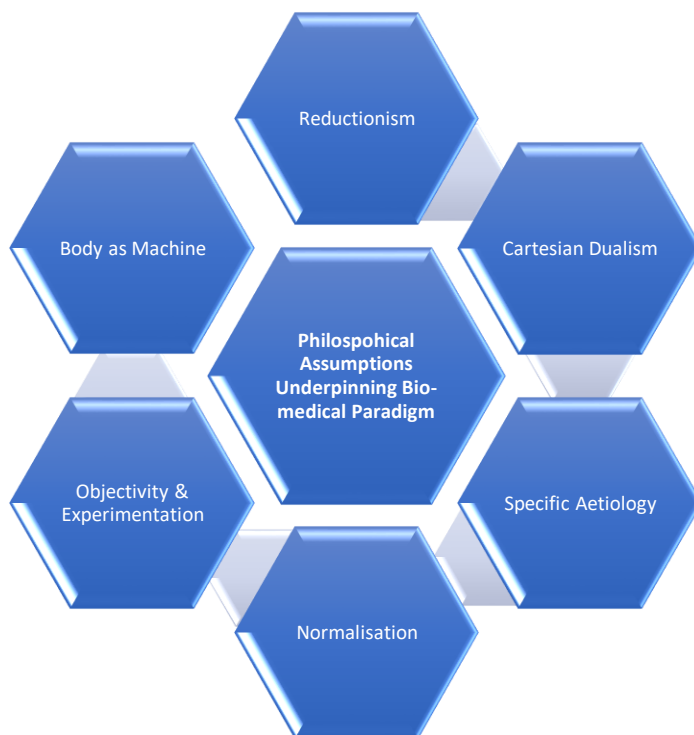 Reductionism
Body as Machine
Cartesian Dualism
Philospohical
Assumptions
Underpinning Bio-
medical Paradigm
Objectivity &
Experimentation
Specific Aetiology
Normalisation